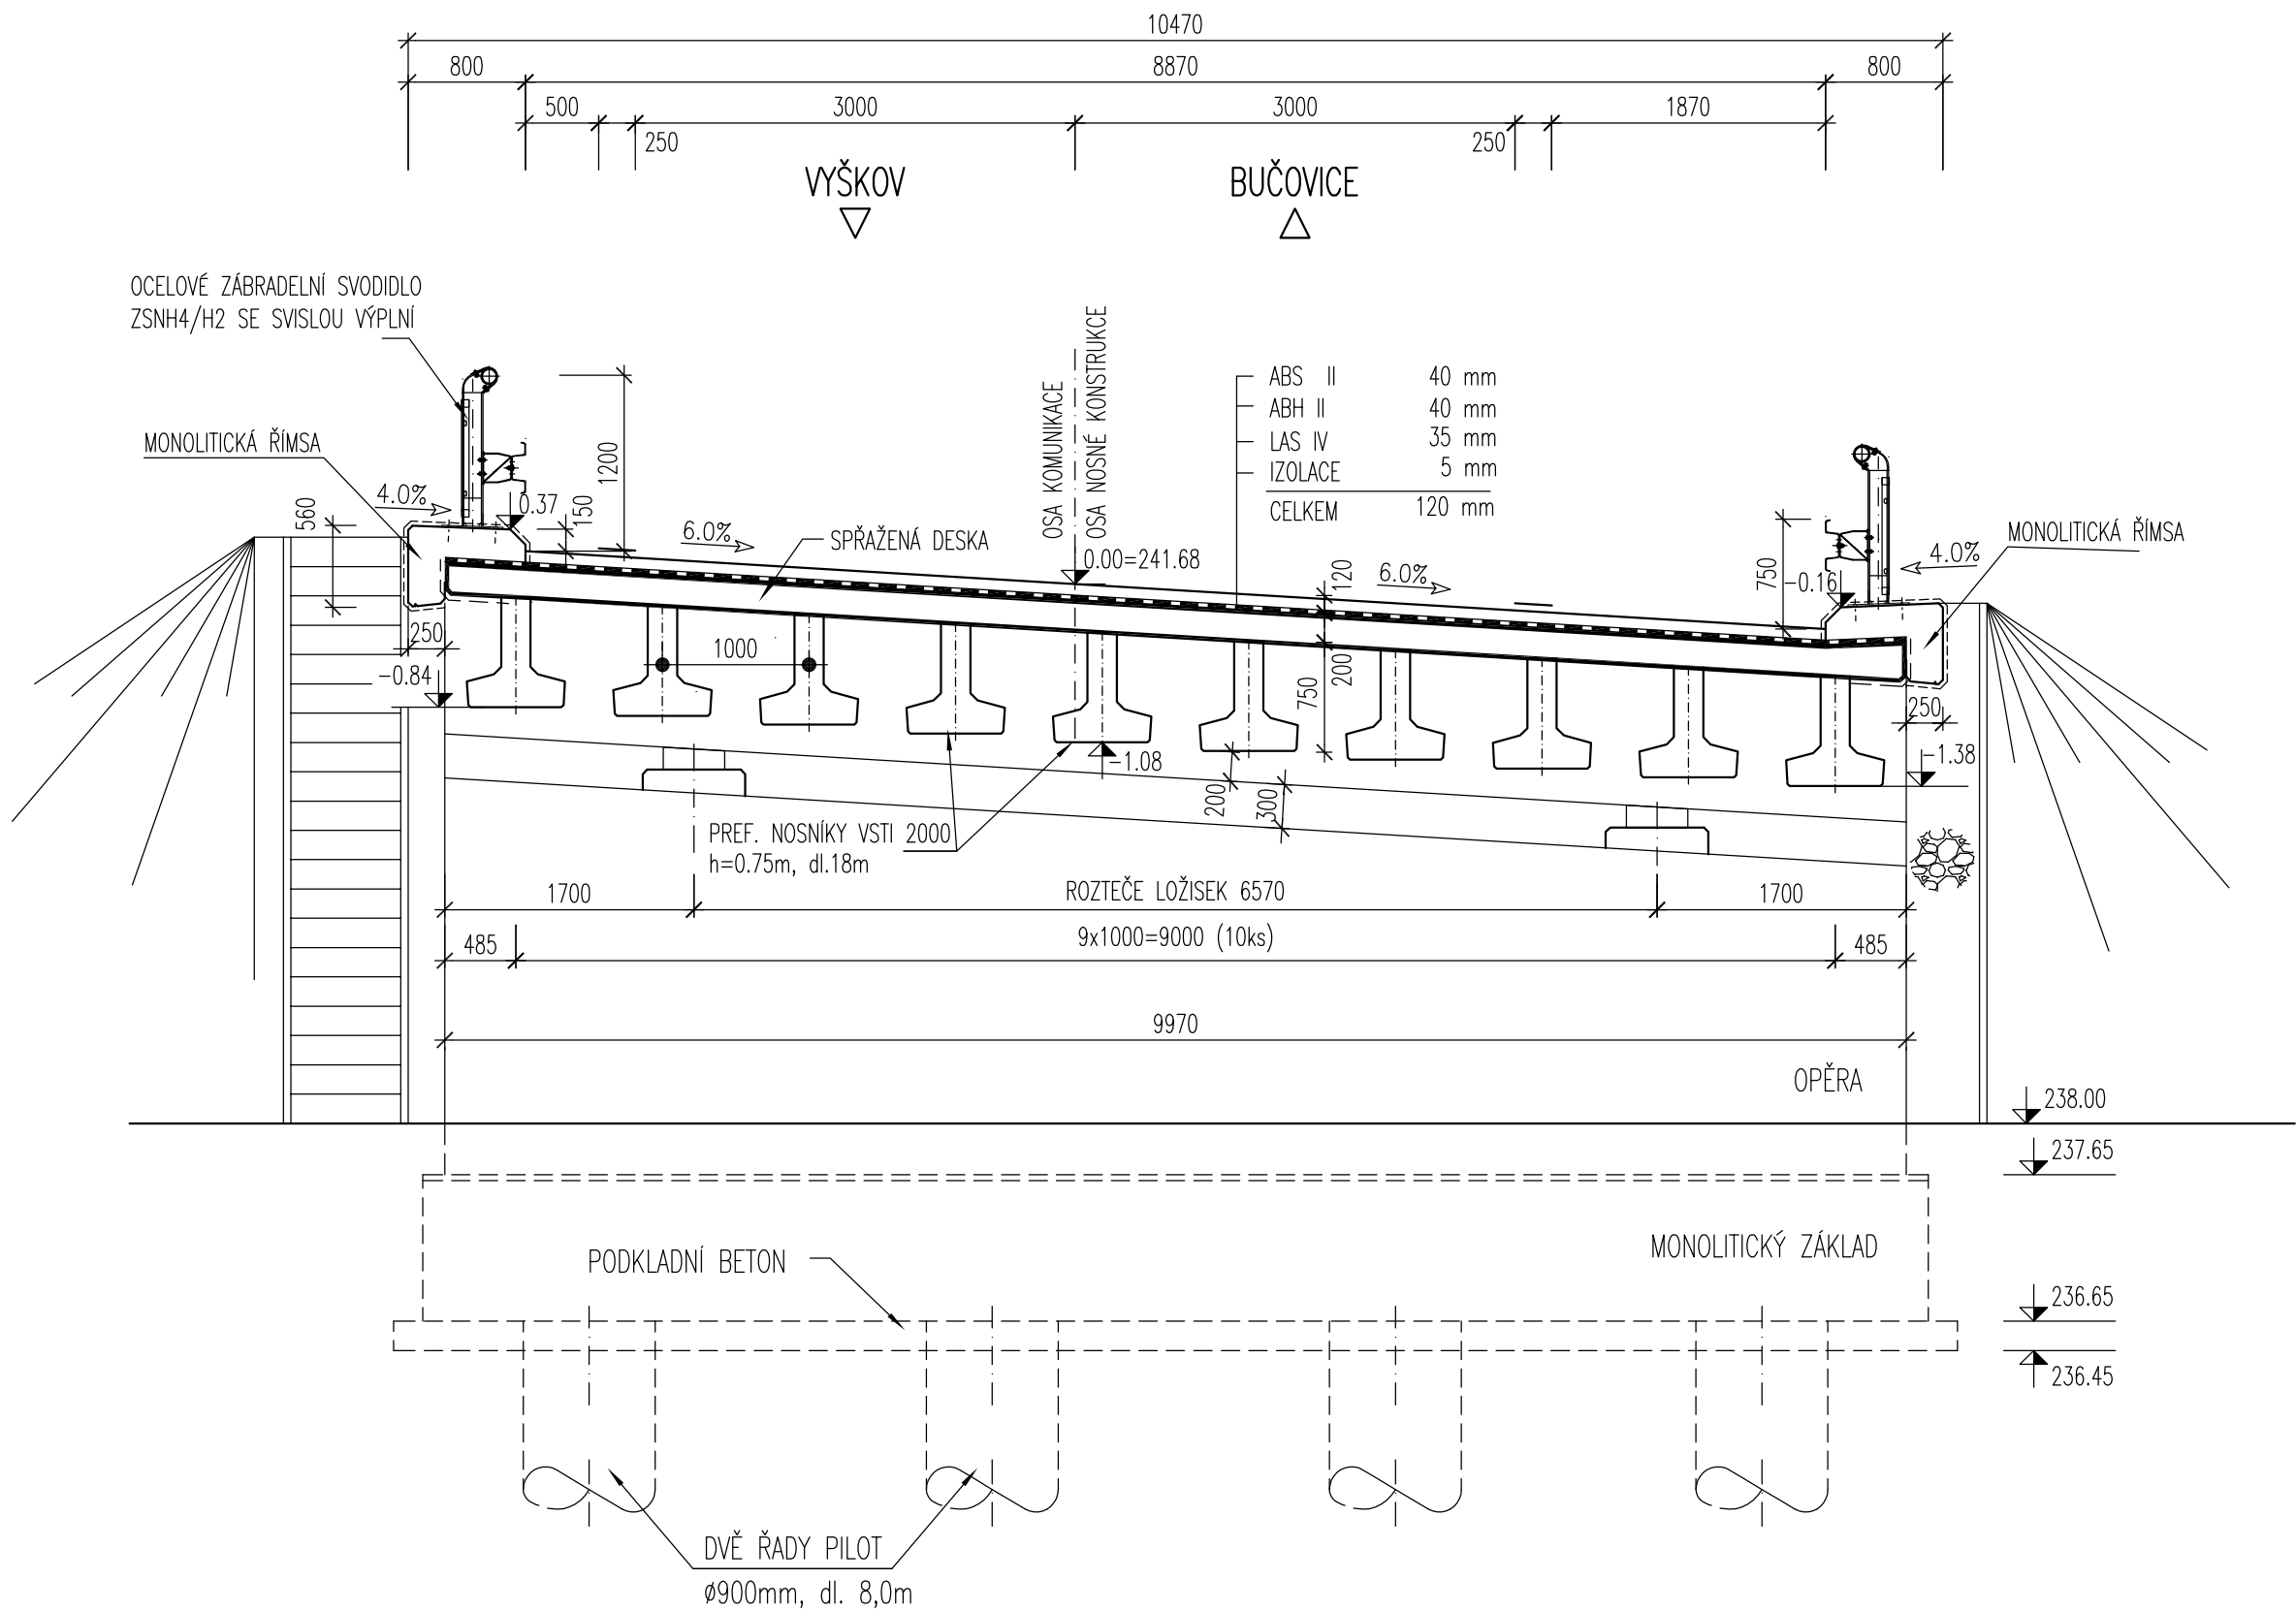 10470
800 8870 800
500 3000 3000 1870
250 250
VYŠKOV BUČOVICE
OCELOVÉ ZÁBRADELNÍ SVODIDLO
ZSNH4/H2 SE SVISLOU VÝPLNÍ
MONOLITICKÁ ŘÍMSA
OSA KOMUNIKACE
OSA NOSNÉ KONSTRUKCE
ABS II 40 mm
ABH II 40 mm
LAS IV 35 mm
IZOLACE 5 mm
CELKEM 120 mm
1200
560
4.0%
0.37
150
6.0%
SPŘAŽENÁ DESKA
0.00=241.68
120
6.0%
750
-0.16
4.0%
MONOLITICKÁ ŘÍMSA
250
-0.84
1000
750
200
250
-1.08
-1.38
200
300
PREF. NOSNÍKY VSTI 2000
h=0.75m, dl.18m
1700 ROZTEČE LOŽISEK 6570 1700
485 9x1000=9000 (10ks) 485
9970
OPĚRA
238.00
237.65
MONOLITICKÝ ZÁKLAD
PODKLADNÍ BETON
236.65
236.45
DVĚ ŘADY PILOT
ø900mm, dl. 8,0m